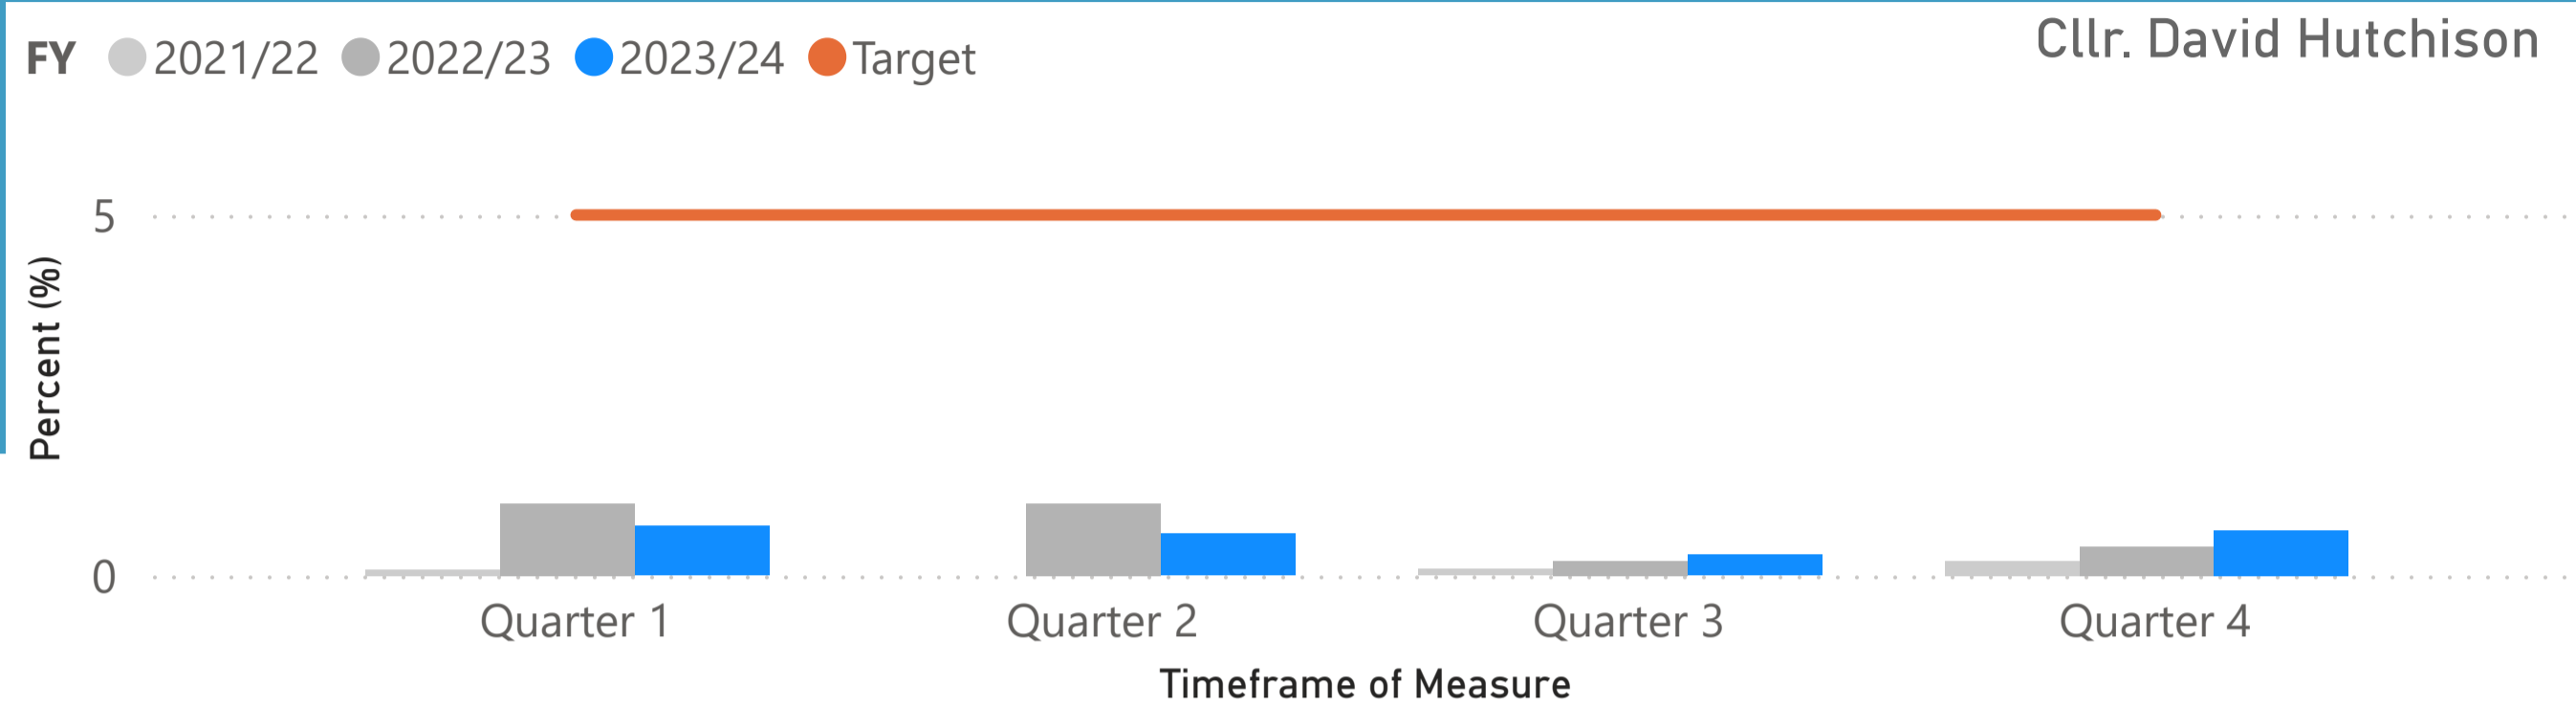 FY 2021/22 2022/23 2023/24 Target
Cllr. David Hutchison
Percent (%)
5
0
Quarter 1 Quarter 2 Quarter 3 Quarter 4
Timeframe of Measure